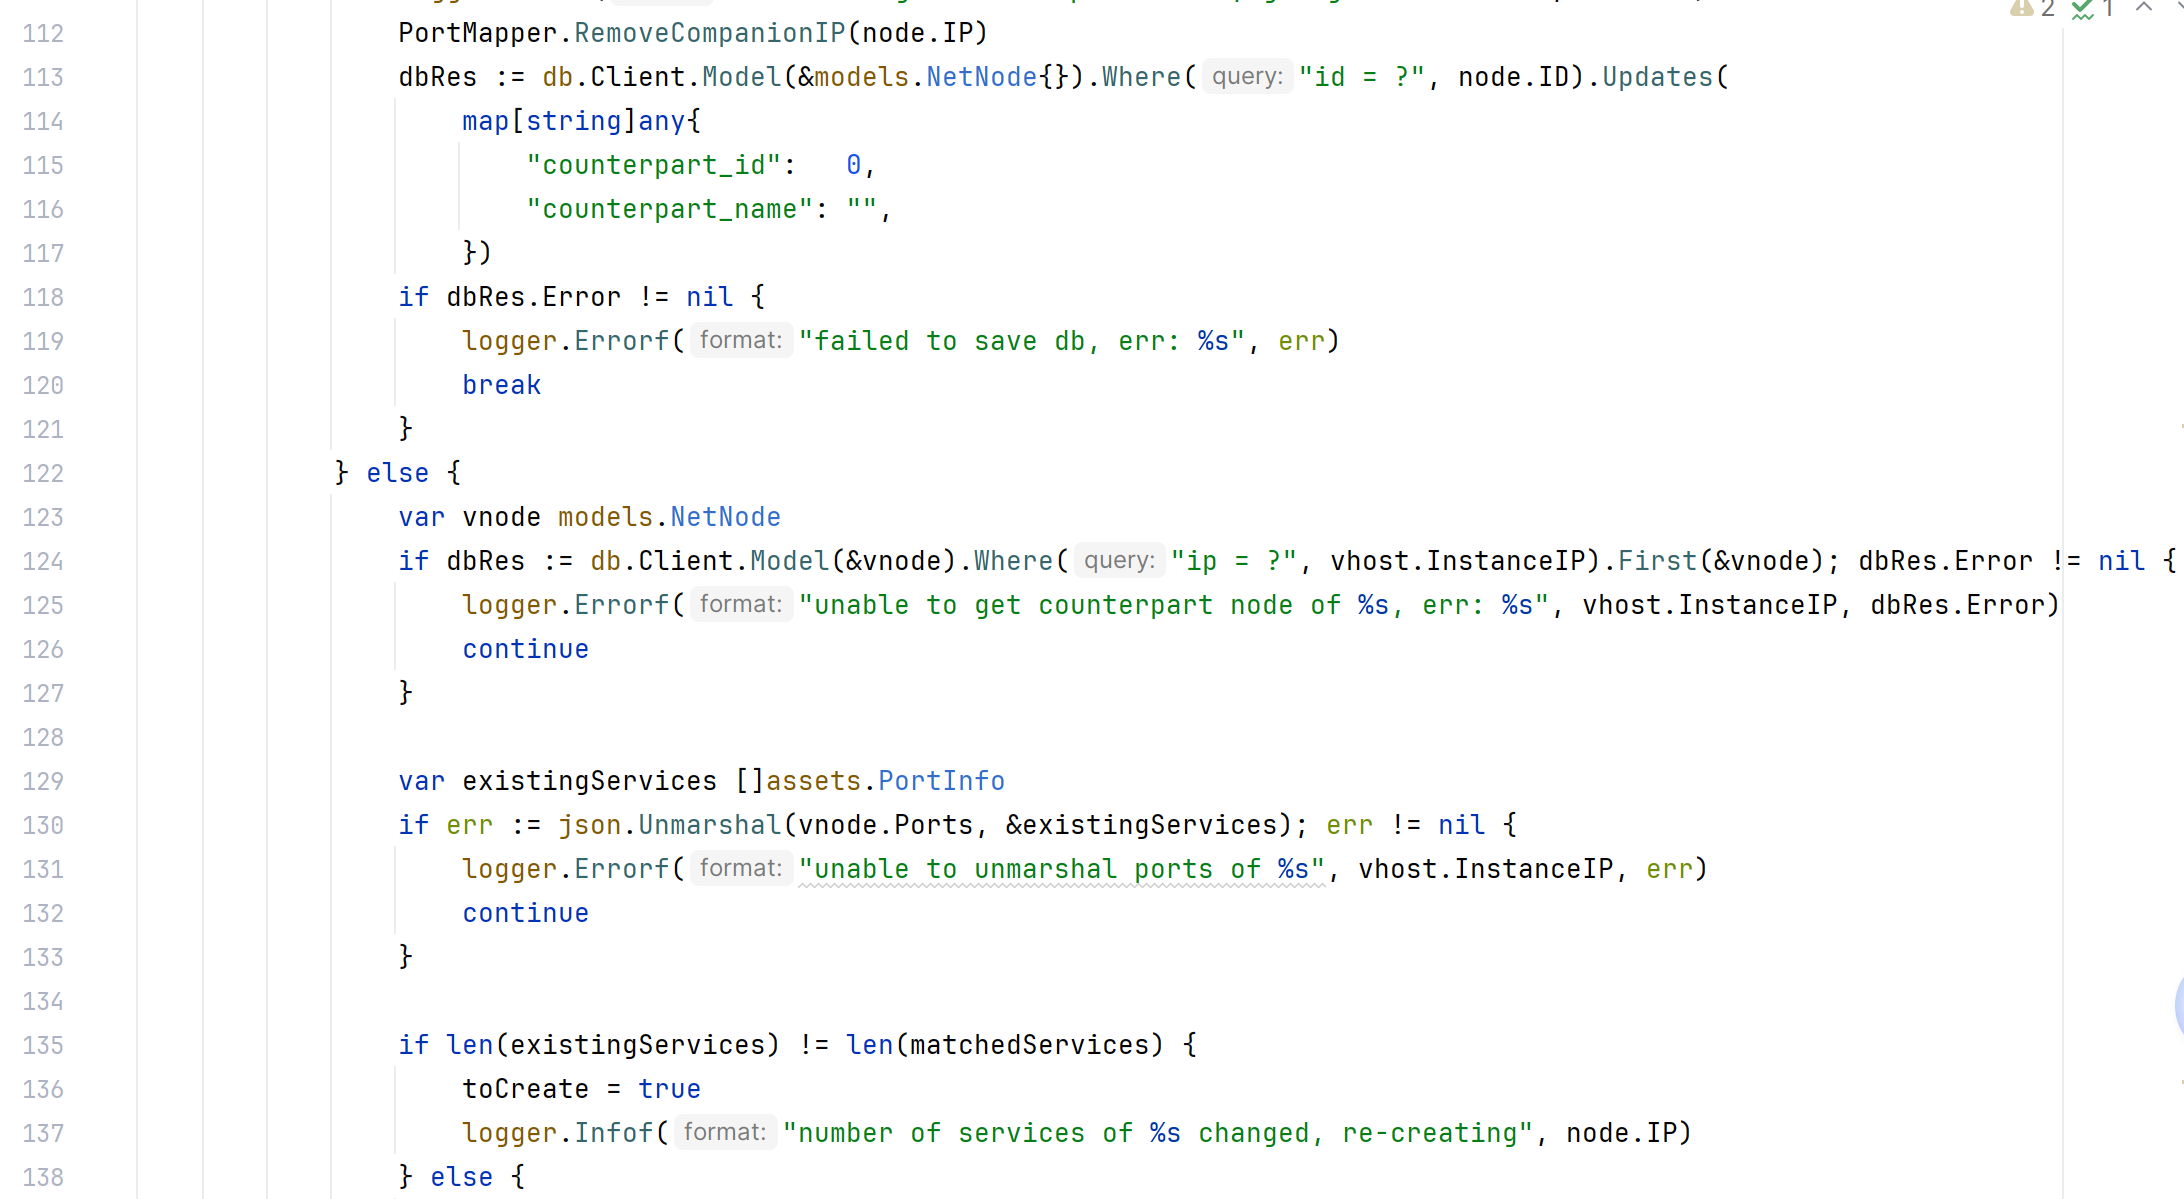 2 1
112 PortMapper.RemoveCompanionIP(node.IP)
113 dbRes := db.Client.Model(&models.NetNode{}).Where( query: "id = ?", node.ID).Updates(
114 map[string]any{
115 "counterpart_id":   0,
116 "counterpart_name": "",
117 })
118 if dbRes.Error != nil {
119 logger.Errorf( format: "failed to save db, err: %s", err)
120 break
121 }
122 } else {
123 var vnode models.NetNode
124 if dbRes := db.Client.Model(&vnode).Where( query: "ip = ?", vhost.InstanceIP).First(&vnode); dbRes.Error != nil {
125 logger.Errorf( format: "unable to get counterpart node of %s, err: %s", vhost.InstanceIP, dbRes.Error)
126 continue
127 }
128
129 var existingServices []assets.PortInfo
130 if err := json.Unmarshal(vnode.Ports, &existingServices); err != nil {
131 logger.Errorf( format: "unable to unmarshal ports of %s", vhost.InstanceIP, err)
132 continue
133 }
134
135 if len(existingServices) != len(matchedServices) {
136 toCreate = true
137 logger.Infof( format: "number of services of %s changed, re-creating", node.IP)
138 } else {